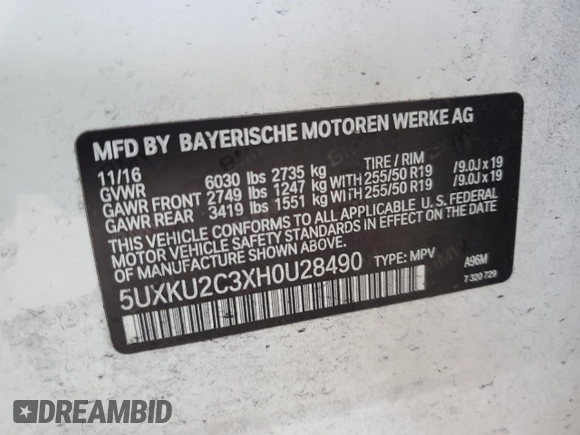 MFD BY BAYERISCHE MOTOREN WERKE AG
11/16
GVWR 6030 lbs 2735 kg TIRE / RIM
GAWR FRONT 2749 lbs 1247 kg WITH 255/50 R19 /9.0J x 19
GAWR REAR 3419 lbs 1551 kg WITH 255/50 R19 /9.0J x 19
THIS VEHICLE CONFORMS TO ALL APPLICABLE U.S. FEDERAL
MOTOR VEHICLE SAFETY STANDARDS IN EFFECT ON THE
DATE OF MANUFACTURE SHOWN ABOVE.
5UXKU2C3XH0U28490 TYPE: MPV A96M
7 320 729
DREAMBID